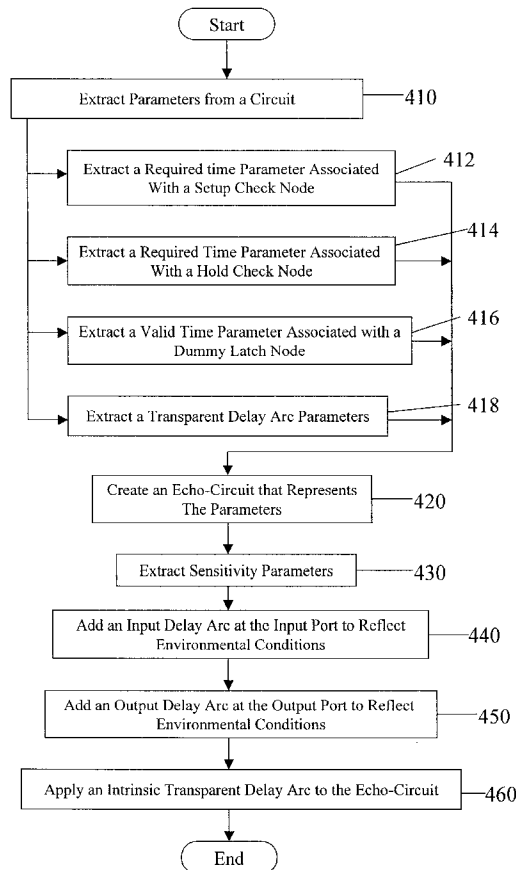 Start
Extract Parameters from a Circuit
410
Extract a Required time Parameter Associated
With a Setup Check Node
412
Extract a Required Time Parameter Associated
With a Hold Check Node
414
Extract a Valid Time Parameter Associated with a
Dummy Latch Node
416
Extract a Transparent Delay Arc Parameters
418
Create an Echo-Circuit that Represents
The Parameters
420
Extract Sensitivity Parameters
430
Add an Input Delay Arc at the Input Port to Reflect
Environmental Conditions
440
Add an Output Delay Arc at the Output Port to Reflect
Environmental Conditions
450
Apply an Intrinsic Transparent Delay Arc to the Echo-Circuit
460
End